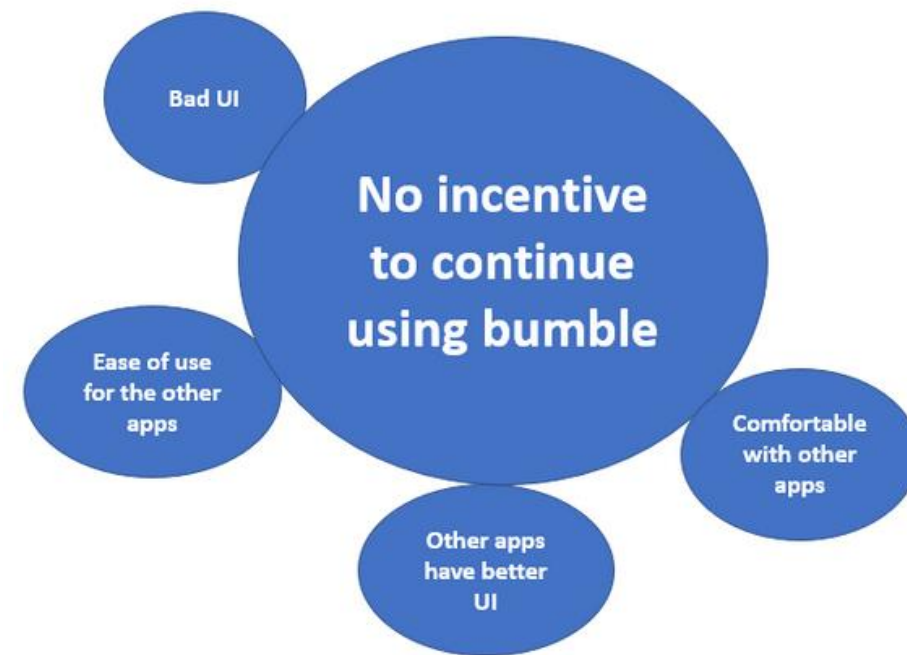 Bad UI
No incentive
to continue
using bumble
Ease of use
for the other
apps
Comfortable
with other
apps
Other apps
have better
UI